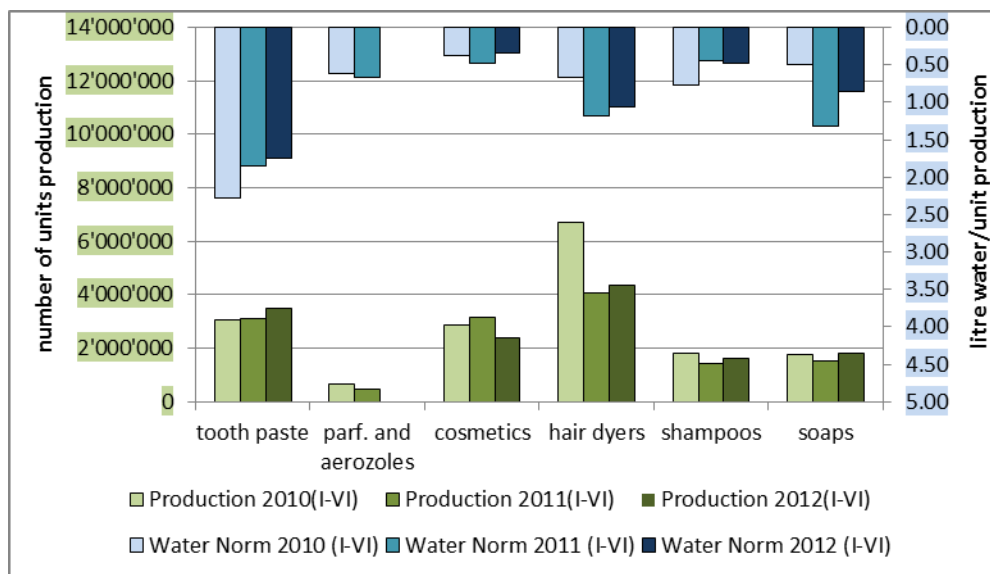 number of units production
14'000'000
12'000'000
10'000'000
8'000'000
6'000'000
4'000'000
2'000'000
0
0.00
0.50
1.00
1.50
2.00
2.50
3.00
3.50
4.00
4.50
5.00
litre water/unit production
tooth paste
parf. and
aerozoles
cosmetics
hair dyers
shampoos
soaps
Production 2010(I-VI)
Production 2011(I-VI)
Production 2012(I-VI)
Water Norm 2010 (I-VI)
Water Norm 2011 (I-VI)
Water Norm 2012 (I-VI)